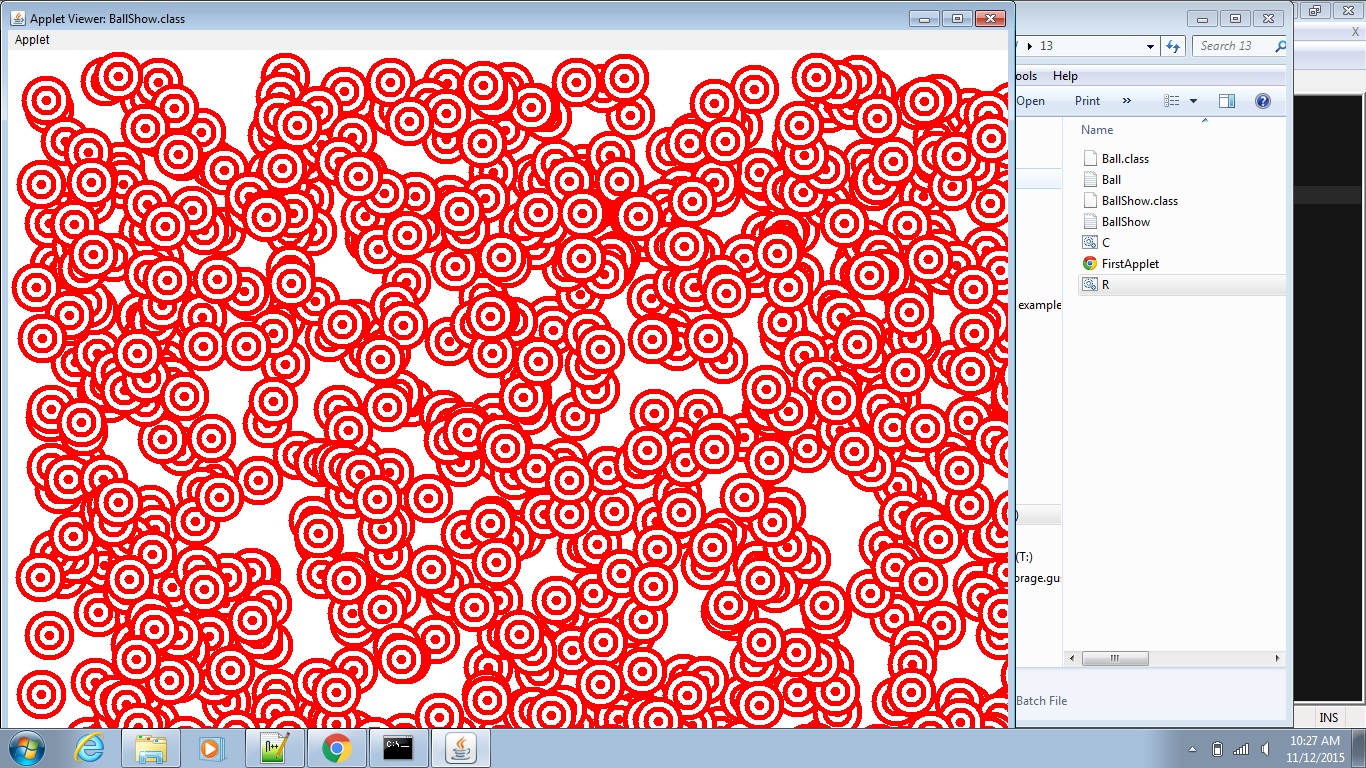 Applet Viewer: BallShow.class
Applet
13
Search 13
ools Help
Open Print »
Name
Ball.class
Ball
BallShow.class
BallShow
C
FirstApplet
example
R
)
(T:)
orage.gu
Batch File
INS
10:27 AM
11/12/2015